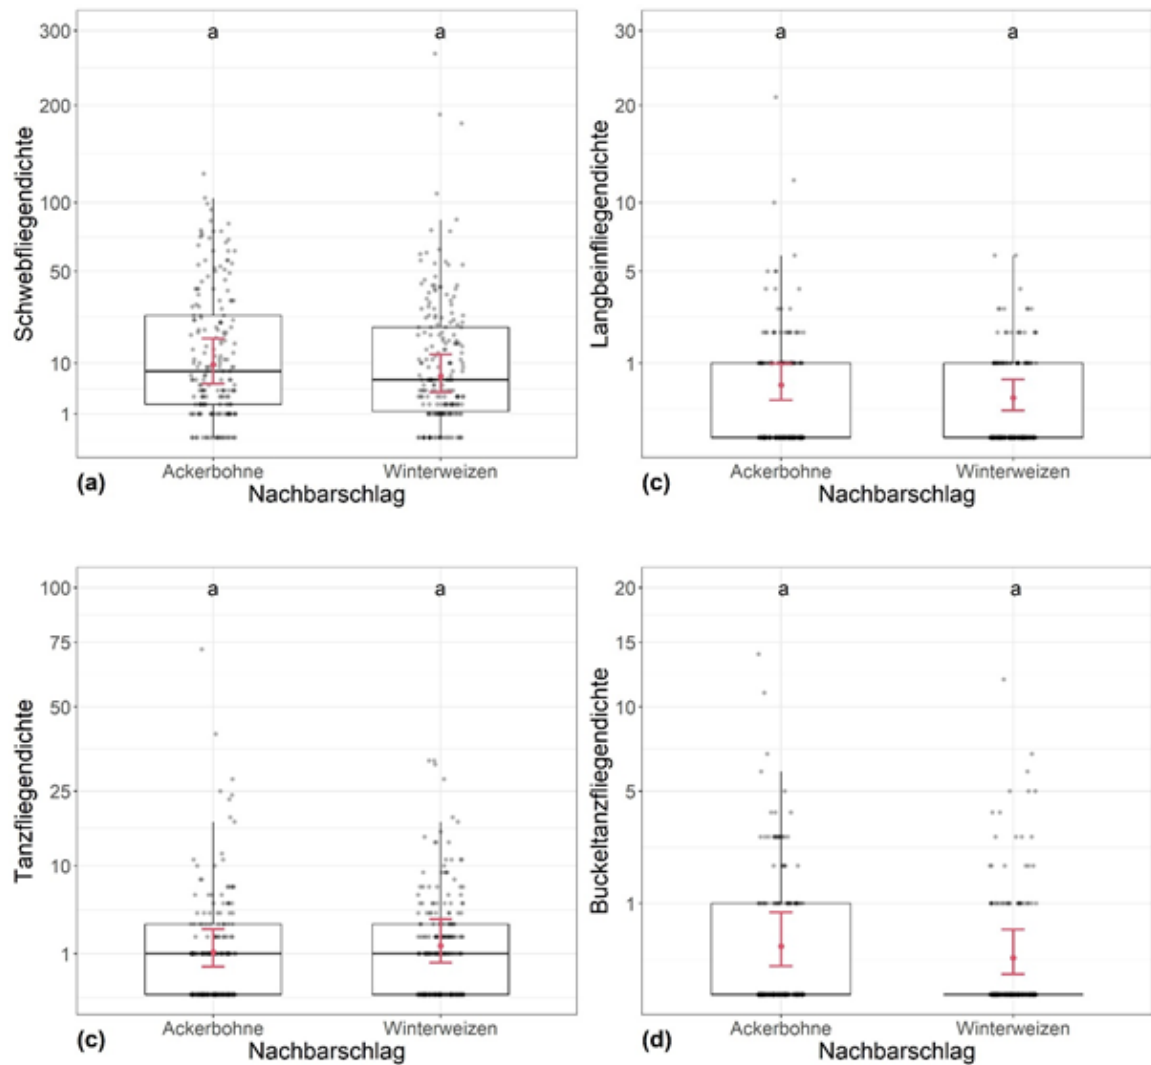 a a
300
200
100
50
10
1
Schwebfliegendichte
Ackerbohne Winterweizen
(a) Nachbarschlag
a a
30
20
10
5
1
Langbeinfliegendichte
Ackerbohne Winterweizen
(c) Nachbarschlag
a a
100
75
50
25
10
1
Tanzfliegendichte
Ackerbohne Winterweizen
(c) Nachbarschlag
a a
20
15
10
5
1
Buckeltanzfliegendichte
Ackerbohne Winterweizen
(d) Nachbarschlag